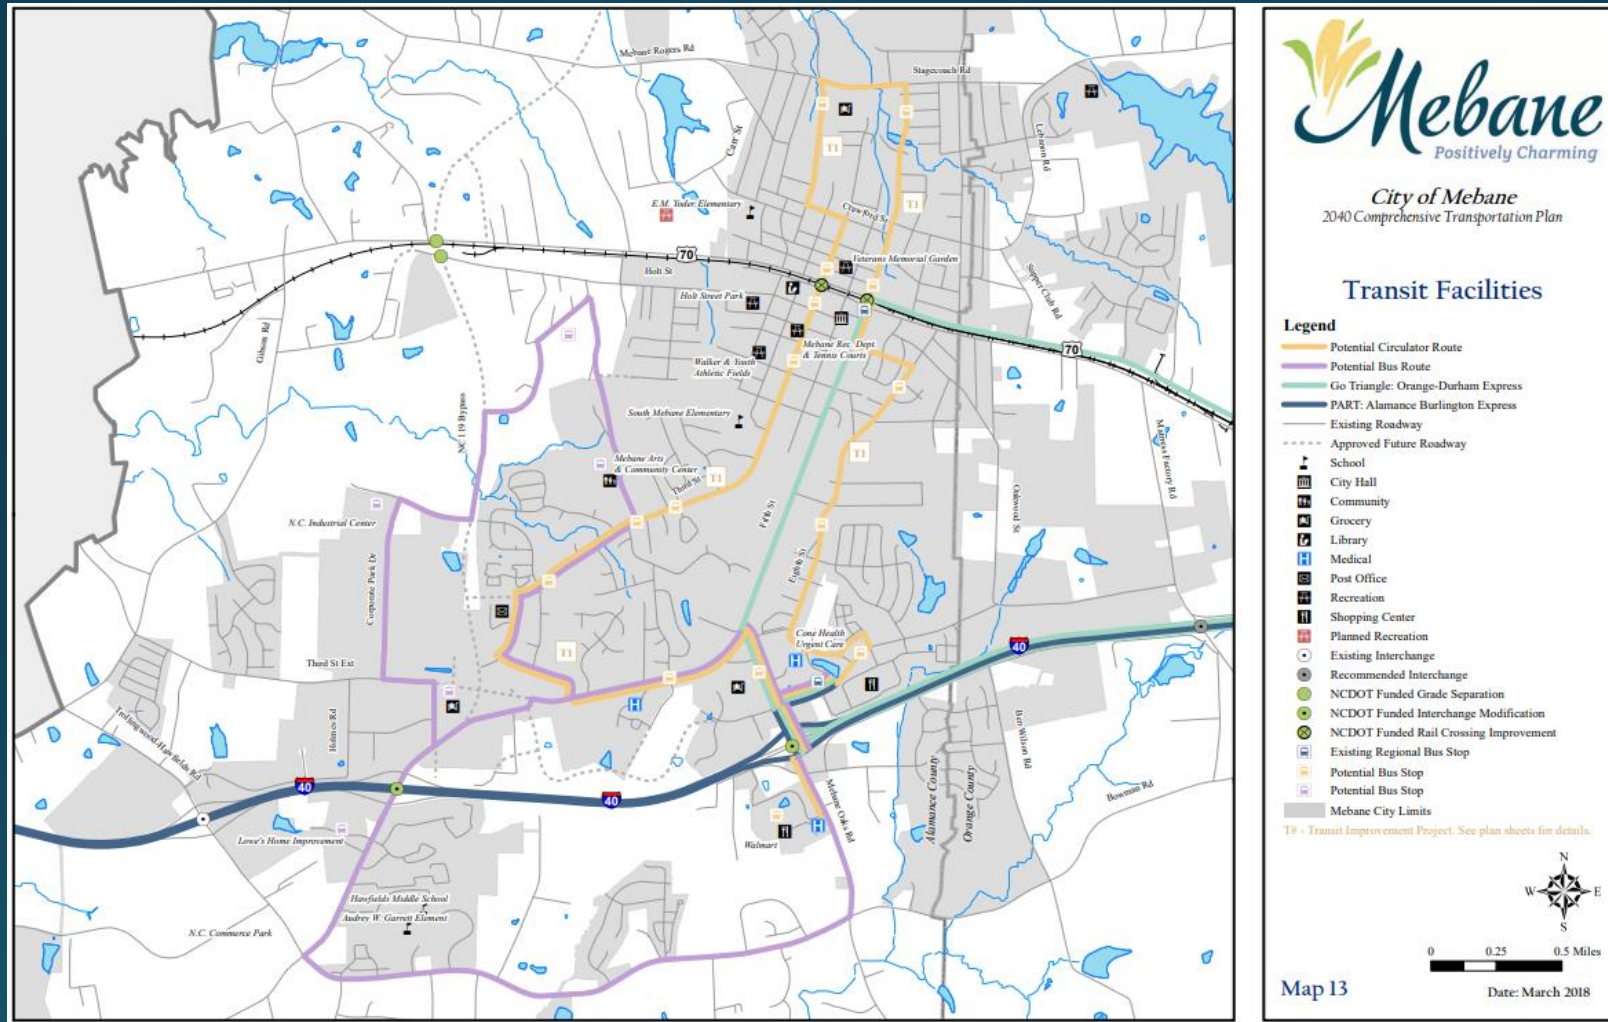 Mebane Rogers Rd
Stagecoach Rd
Carr St
Lebanon Rd
E.M. Yoder Elementary
T1
T1
Crawford St
70
Holt St
Veterans Memorial Garden
Supper Club Rd
Holt Street Park
Gibson Rd
Mebane Rec. Dept.
& Tennis Courts
70
Walker & Youth
Athletic Fields
NC 119 Bypass
South Mebane Elementary
Mattress Factory Rd
Mebane Arts
& Community Center
T1
Third St
T1
Fifth St
Oakwood St
N.C. Industrial Center
Corporate Park Dr
Eighth St
Cone Health
Urgent Care
T1
40
Third St Ext
H
H
Trollingwood-Hawfields Rd
Holmes Rd
Ben Wilson Rd
Alamance County
Orange County
Bowman Rd
40
40
Mebane Oaks Rd
H
Lowe's Home Improvement
Walmart
Hawfields Middle School
Audrey W. Garrett Element
N.C. Commerce Park
Mebane
Positively Charming
City of Mebane
2040 Comprehensive Transportation Plan
Transit Facilities
Legend
Potential Circulator Route
Potential Bus Route
Go Triangle: Orange-Durham Express
PART: Alamance Burlington Express
Existing Roadway
Approved Future Roadway
School
City Hall
Community
Grocery
Library
H Medical
Post Office
Recreation
Shopping Center
Planned Recreation
Existing Interchange
Recommended Interchange
NCDOT Funded Grade Separation
NCDOT Funded Interchange Modification
NCDOT Funded Rail Crossing Improvement
Existing Regional Bus Stop
Potential Bus Stop
Potential Bus Stop
Mebane City Limits
T# - Transit Improvement Project. See plan sheets for details.
N
W E
S
0 0.25 0.5 Miles
Map 13
Date: March 2018